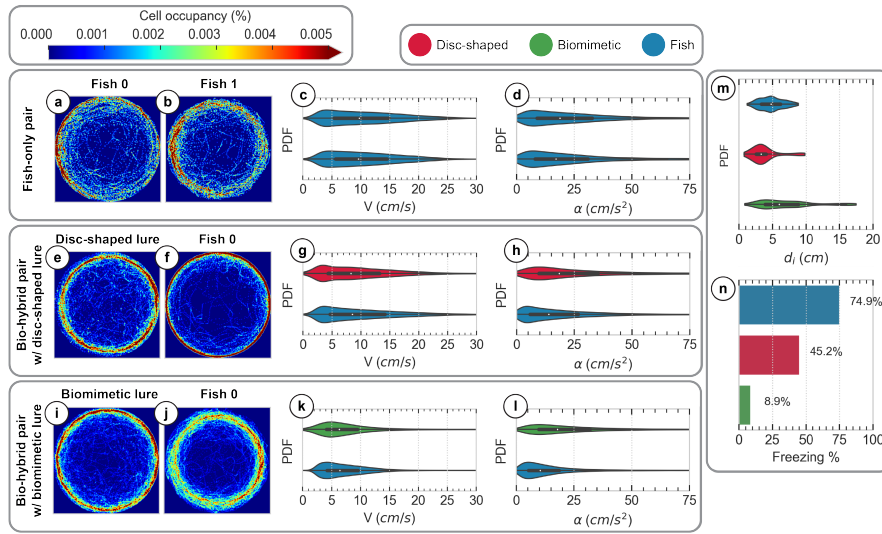 Cell occupancy (%)
0.000 0.001 0.002 0.003 0.004 0.005
Disc-shaped Biomimetic Fish
Fish-only pair
Fish 0 Fish 1
a b c d
PDF PDF
0 5 10 15 20 25 30
V (cm/s)
0 25 50 75
α (cm/s²)
Bio-hybrid pair
w/ disc-shaped lure
Disc-shaped lure Fish 0
e f g h
PDF PDF
0 5 10 15 20 25 30
V (cm/s)
0 25 50 75
α (cm/s²)
Bio-hybrid pair
w/ biomimetic lure
Biomimetic lure Fish 0
i j k l
PDF PDF
0 5 10 15 20 25 30
V (cm/s)
0 25 50 75
α (cm/s²)
m
PDF
0 5 10 15 20
dᵢ (cm)
n
74.9%
45.2%
8.9%
0 25 50 75 100
Freezing %